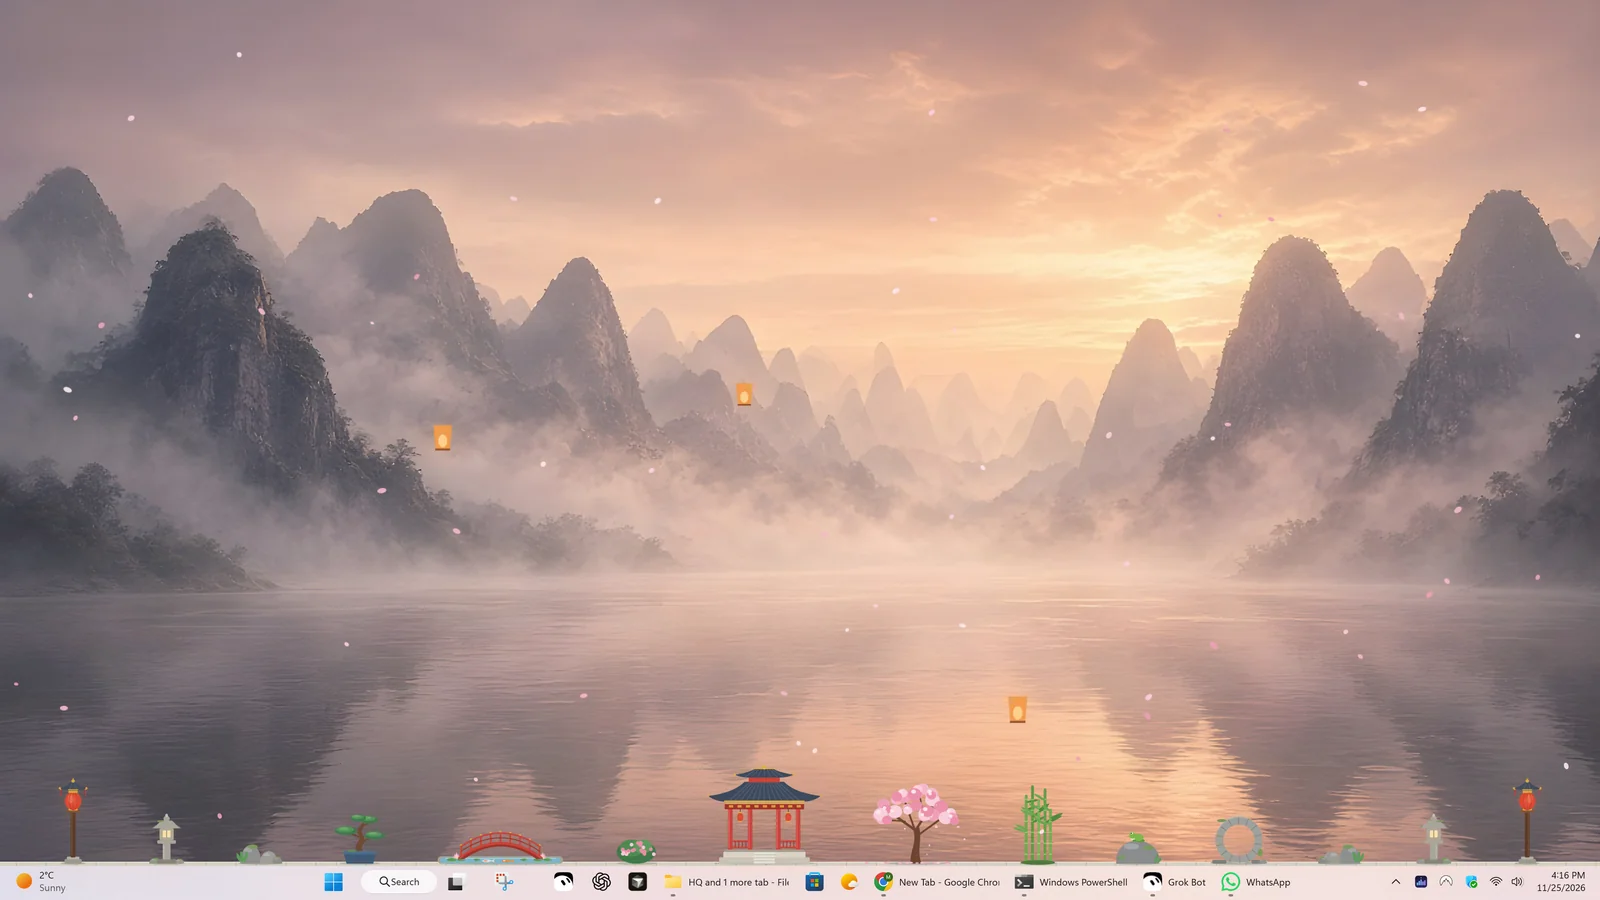 2°C
Sunny
Search
HQ and 1 more tab - File
New Tab - Google Chro
Windows PowerShell
Grok Bot
WhatsApp
4:16 PM
11/25/2026